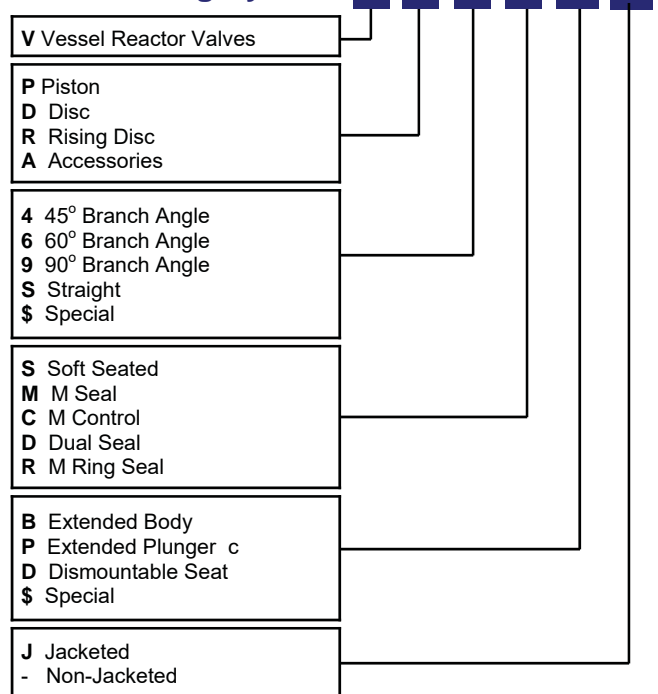 V Vessel Reactor Valves
P Piston
D Disc
R Rising Disc
A Accessories
4 45° Branch Angle
6 60° Branch Angle
9 90° Branch Angle
S Straight
$ Special
S Soft Seated
M M Seal
C M Control
D Dual Seal
R M Ring Seal
B Extended Body
P Extended Plunger c
D Dismountable Seat
$ Special
J Jacketed
- Non-Jacketed